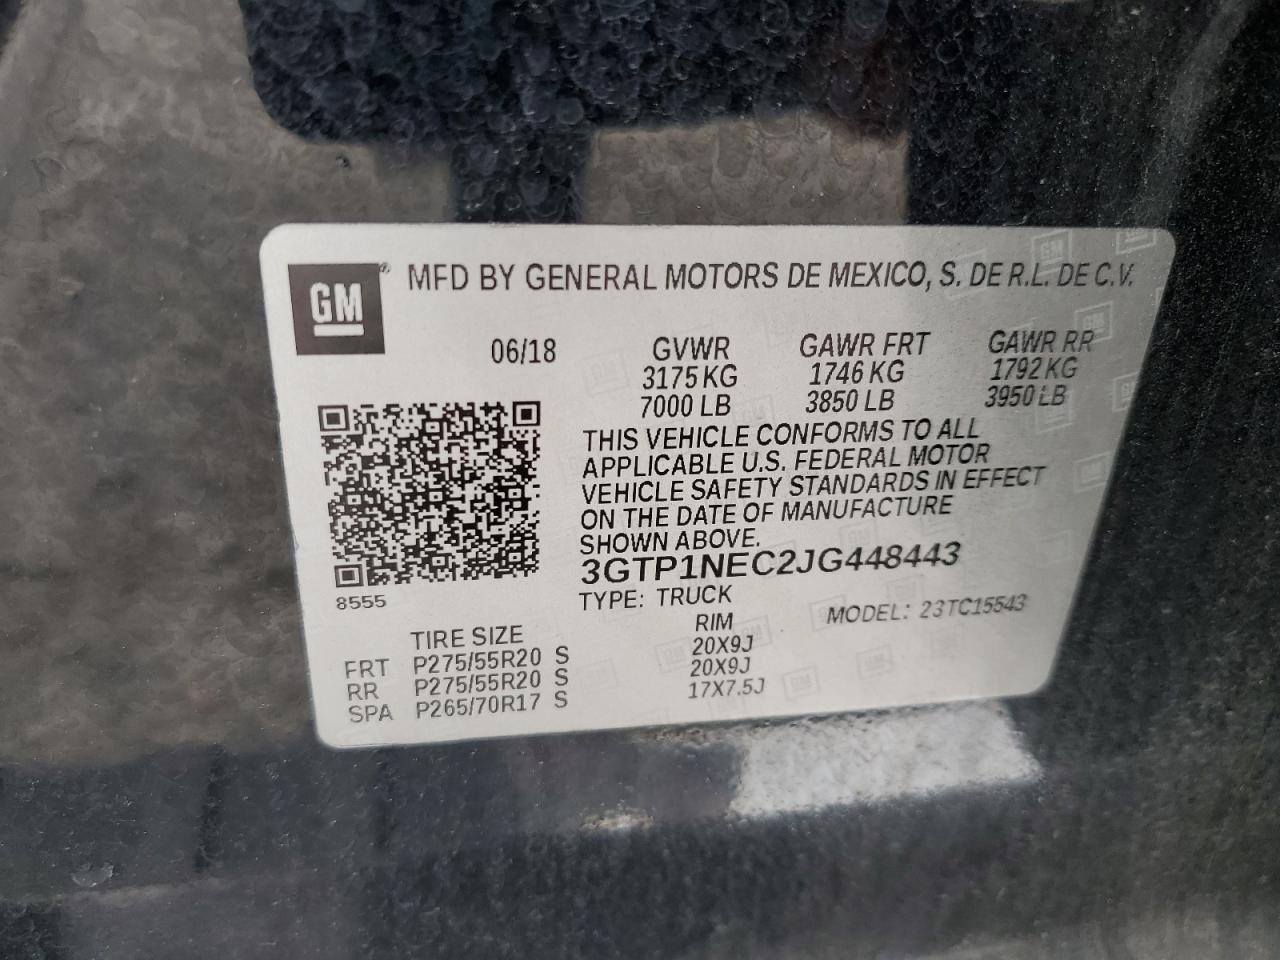 GM ® MFD BY GENERAL MOTORS DE MEXICO, S. DE R.L. DE C.V.
06/18 GVWR GAWR FRT GAWR RR
3175 KG 1746 KG 1792 KG
7000 LB 3850 LB 3950 LB
THIS VEHICLE CONFORMS TO ALL
APPLICABLE U.S. FEDERAL MOTOR
VEHICLE SAFETY STANDARDS IN EFFECT
ON THE DATE OF MANUFACTURE
SHOWN ABOVE.
3GTP1NEC2JG448443
8555 TYPE: TRUCK MODEL: 23TC15543
TIRE SIZE RIM
FRT P275/55R20 S 20X9J
RR P275/55R20 S 20X9J
SPA P265/70R17 S 17X7.5J